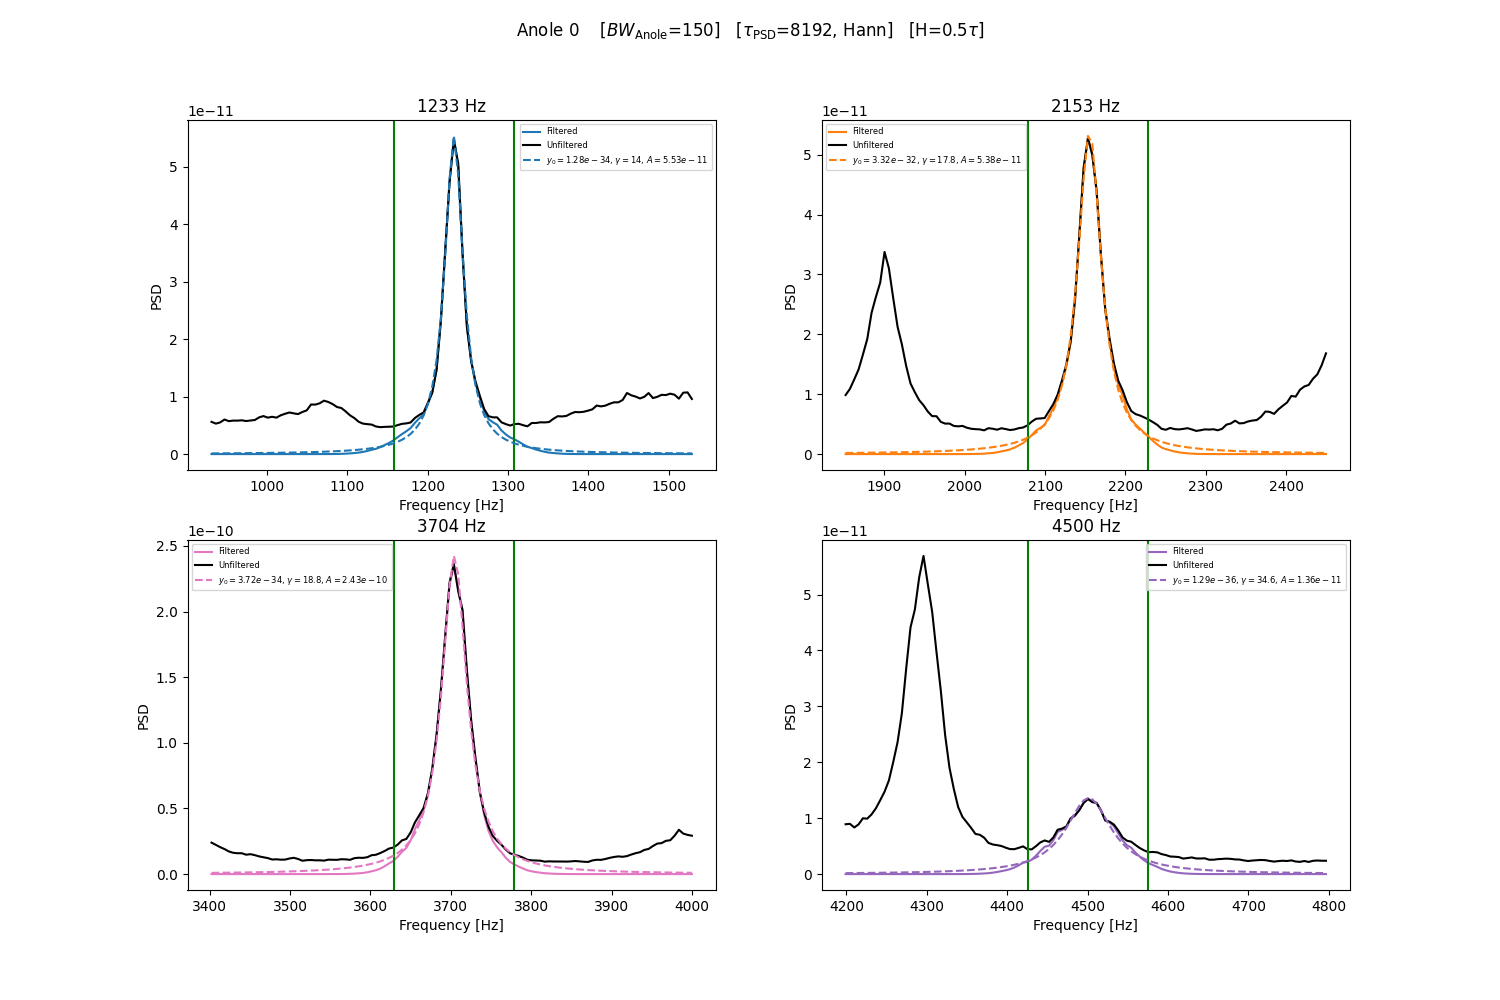 Anole 0 [BW_Anole=150] [τ_PSD=8192, Hann] [H=0.5τ]
1e−11
1233 Hz
Filtered
Unfiltered
y₀ = 1.28e − 34, γ = 14, A = 5.53e − 11
5
4
3
2
1
0
PSD
1000 1100 1200 1300 1400 1500
Frequency [Hz]
1e−11
2153 Hz
Filtered
Unfiltered
y₀ = 3.32e − 32, γ = 17.8, A = 5.38e − 11
5
4
3
2
1
0
PSD
1900 2000 2100 2200 2300 2400
Frequency [Hz]
1e−10
3704 Hz
Filtered
Unfiltered
y₀ = 3.72e − 34, γ = 18.8, A = 2.43e − 10
2.5
2.0
1.5
1.0
0.5
0.0
PSD
3400 3500 3600 3700 3800 3900 4000
Frequency [Hz]
1e−11
4500 Hz
Filtered
Unfiltered
y₀ = 1.29e − 36, γ = 34.6, A = 1.36e − 11
5
4
3
2
1
0
PSD
4200 4300 4400 4500 4600 4700 4800
Frequency [Hz]